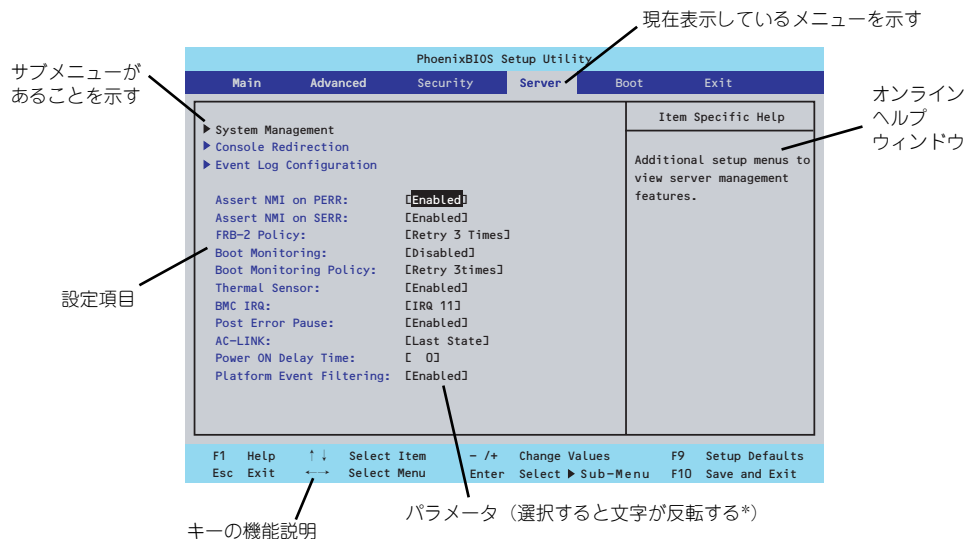 現在表示しているメニューを示す
PhoenixBIOS Setup Utility
サブメニューが
あることを示す
Main Advanced Security Server Boot Exit
オンライン
ヘルプ
ウィンドウ
Item Specific Help
▶ System Management
▶ Console Redirection
▶ Event Log Configuration
Additional setup menus to
view server management
features.
Assert NMI on PERR: [Enabled]
Assert NMI on SERR: [Enabled]
FRB-2 Policy: [Retry 3 Times]
Boot Monitoring: [Disabled]
Boot Monitoring Policy: [Retry 3times]
Thermal Sensor: [Enabled]
BMC IRQ: [IRQ 11]
Post Error Pause: [Enabled]
AC-LINK: [Last State]
Power ON Delay Time: [ 0]
Platform Event Filtering: [Enabled]
設定項目
F1 Help ↑↓ Select Item - /+ Change Values F9 Setup Defaults
Esc Exit ←→ Select Menu Enter Select ▶ Sub-Menu F10 Save and Exit
パラメータ（選択すると文字が反転する*）
キーの機能説明